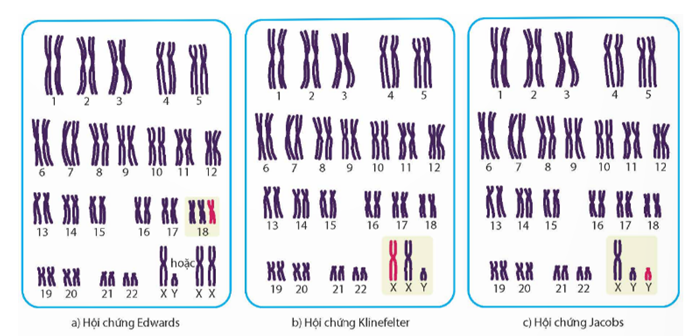 1 2 3 4 5
6 7 8 9 10 11 12
13 14 15 16 17 18
hoặc
19 20 21 22 X Y X X
a) Hội chứng Edwards
1 2 3 4 5
6 7 8 9 10 11 12
13 14 15 16 17 18
19 20 21 22 X X Y
b) Hội chứng Klinefelter
1 2 3 4 5
6 7 8 9 10 11 12
13 14 15 16 17 18
19 20 21 22 X Y Y
c) Hội chứng Jacobs